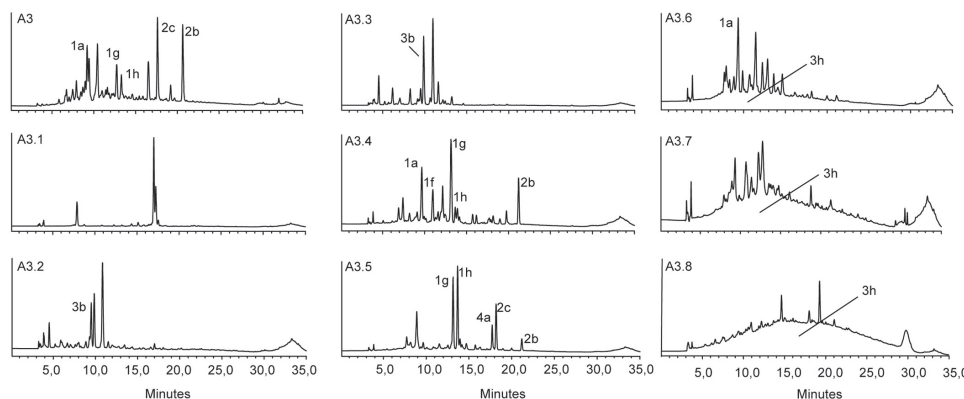 A3
1a
1g
1h
2c
2b
A3.1
A3.2
3b
5,0 10,0 15,0 20,0 25,0 30,0 35,0
Minutes
A3.3
3b
A3.4
1a
1f
1g
1h
2b
A3.5
1g
1h
4a
2c
2b
5,0 10,0 15,0 20,0 25,0 30,0 35,0
Minutes
A3.6
1a
3h
A3.7
3h
A3.8
3h
5,0 10,0 15,0 20,0 25,0 30,0 35,0
Minutes